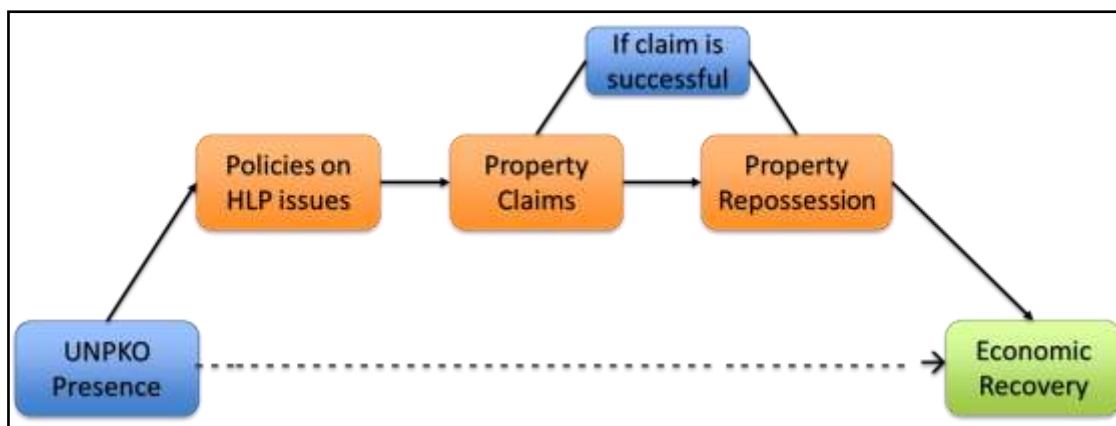 If claim is
successful
Policies on
HLP issues
Property
Claims
Property
Repossession
UNPKO
Presence
Economic
Recovery